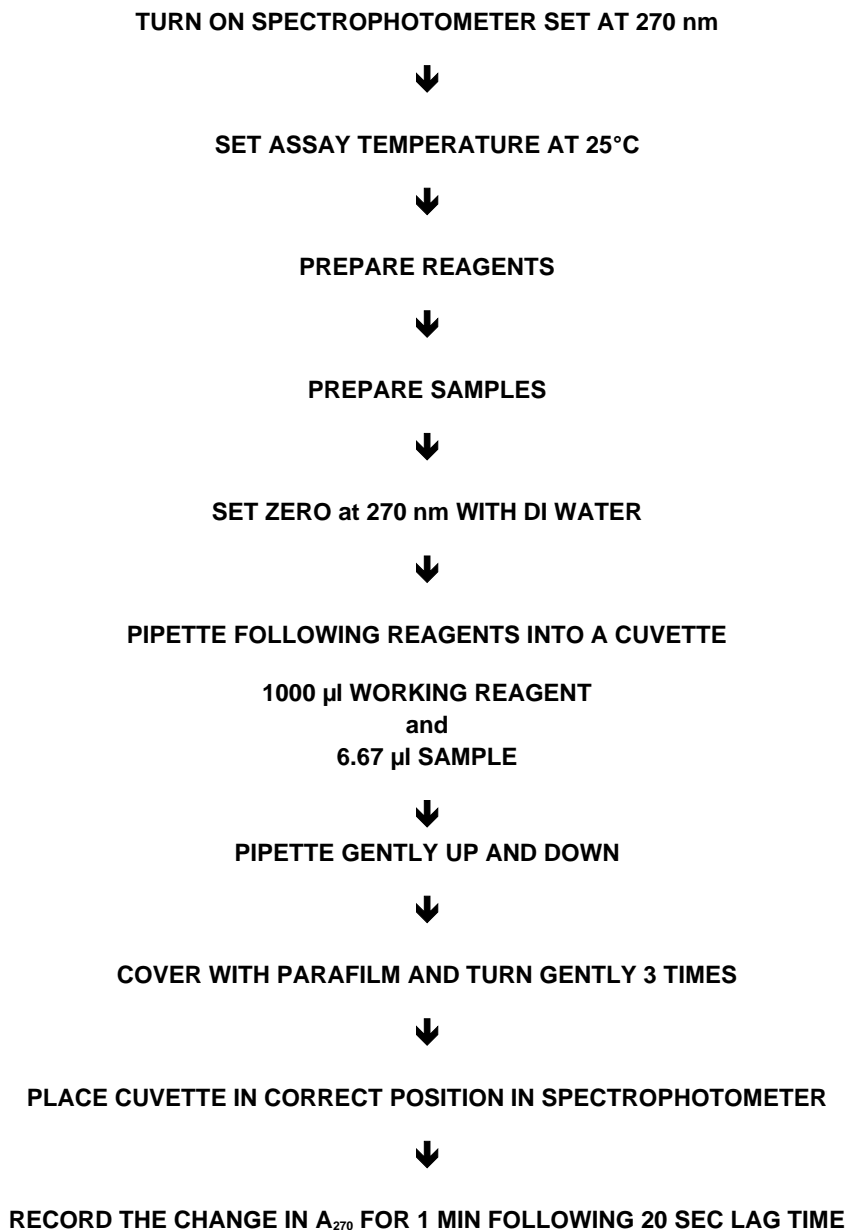 TURN ON SPECTROPHOTOMETER SET AT 270 nm
SET ASSAY TEMPERATURE AT 25°C
PREPARE REAGENTS
PREPARE SAMPLES
SET ZERO at 270 nm WITH DI WATER
PIPETTE FOLLOWING REAGENTS INTO A CUVETTE
1000 µl WORKING REAGENT
and
6.67 µl SAMPLE
PIPETTE GENTLY UP AND DOWN
COVER WITH PARAFILM AND TURN GENTLY 3 TIMES
PLACE CUVETTE IN CORRECT POSITION IN SPECTROPHOTOMETER
RECORD THE CHANGE IN A₂₇₀ FOR 1 MIN FOLLOWING 20 SEC LAG TIME